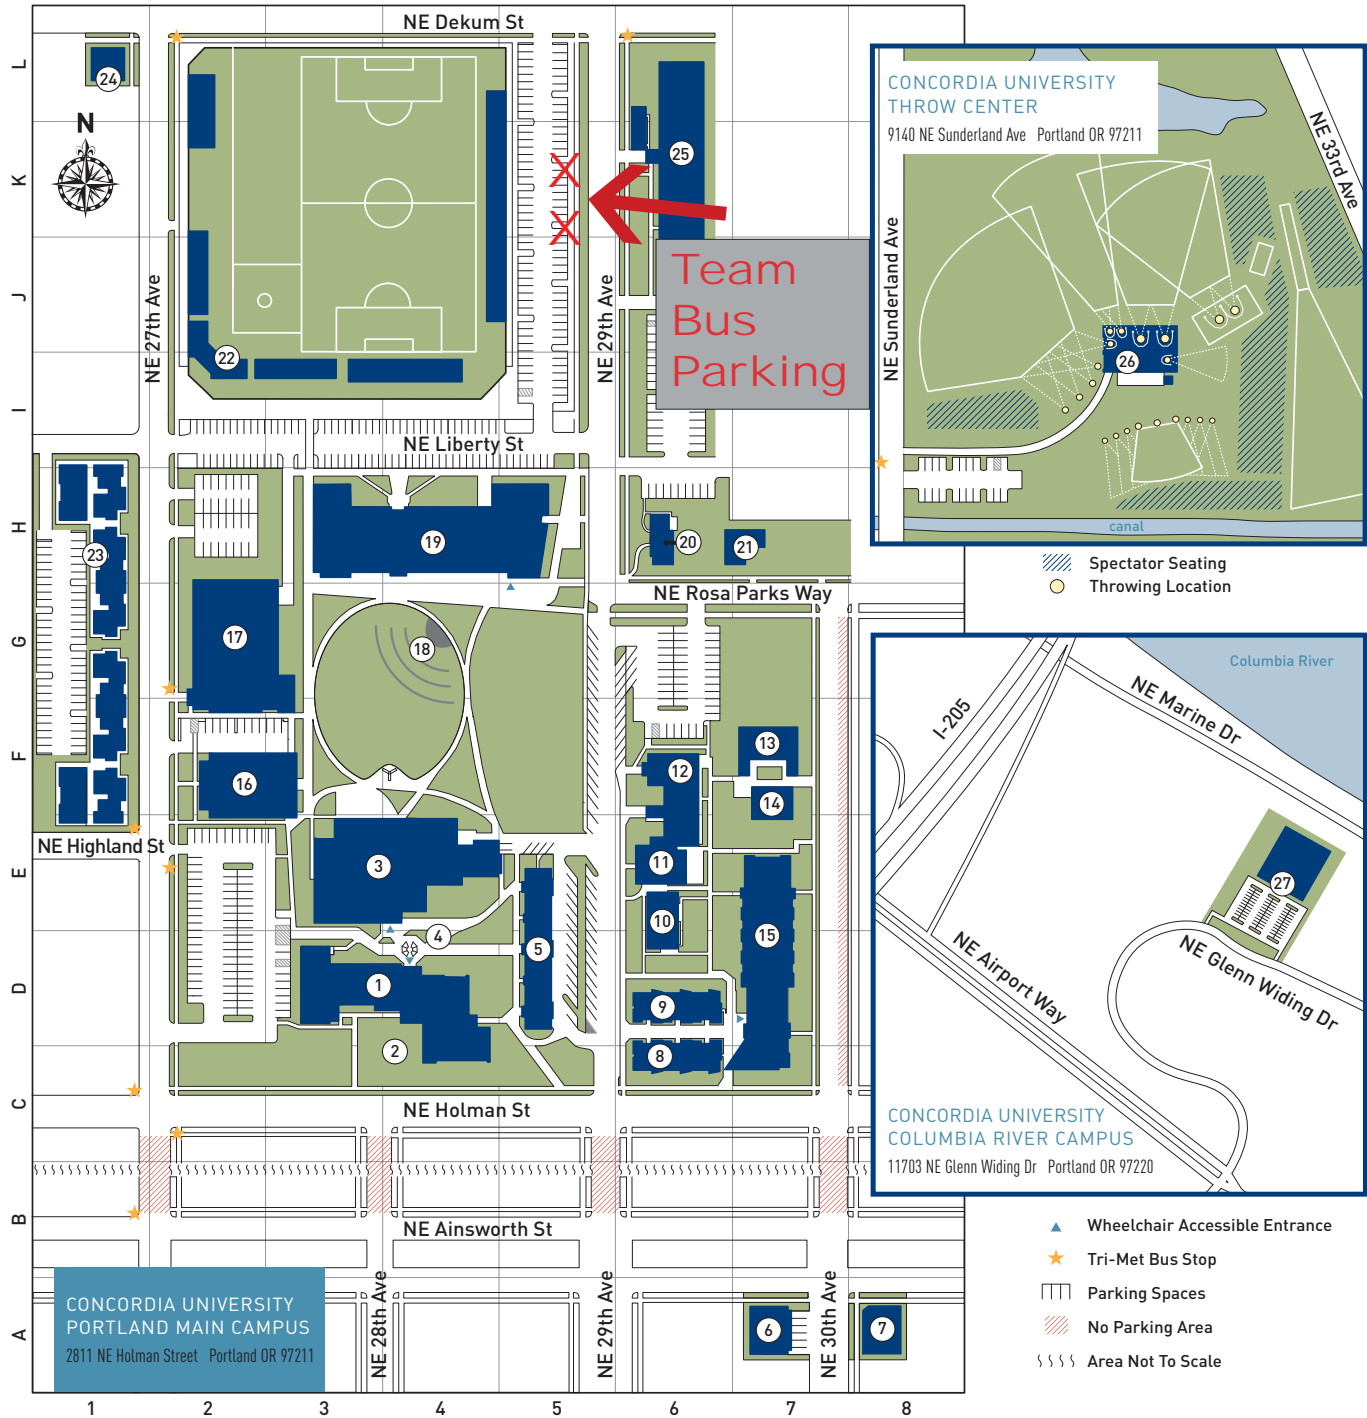 NE Dekum St
L
24
N
K
25
J
NE 27th Ave
NE 29th Ave
22
Team
Bus
Parking
I
NE Liberty St
H
23
19
20
21
NE Rosa Parks Way
G
17
18
F
16
13
12
14
NE Highland St
E
3
11
10
15
4
5
D
1
9
2
8
C
NE Holman St
B
NE Ainsworth St
A
NE 28th Ave
NE 29th Ave
NE 30th Ave
6
7
CONCORDIA UNIVERSITY
PORTLAND MAIN CAMPUS
2811 NE Holman Street Portland OR 97211
1 2 3 4 5 6 7 8
CONCORDIA UNIVERSITY
THROW CENTER
9140 NE Sunderland Ave Portland OR 97211
NE 33rd Ave
NE Sunderland Ave
26
canal
Spectator Seating
Throwing Location
Columbia River
NE Marine Dr
I-205
27
NE Glenn Widing Dr
NE Airport Way
CONCORDIA UNIVERSITY
COLUMBIA RIVER CAMPUS
11703 NE Glenn Widing Dr Portland OR 97220
Wheelchair Accessible Entrance
Tri-Met Bus Stop
Parking Spaces
No Parking Area
Area Not To Scale